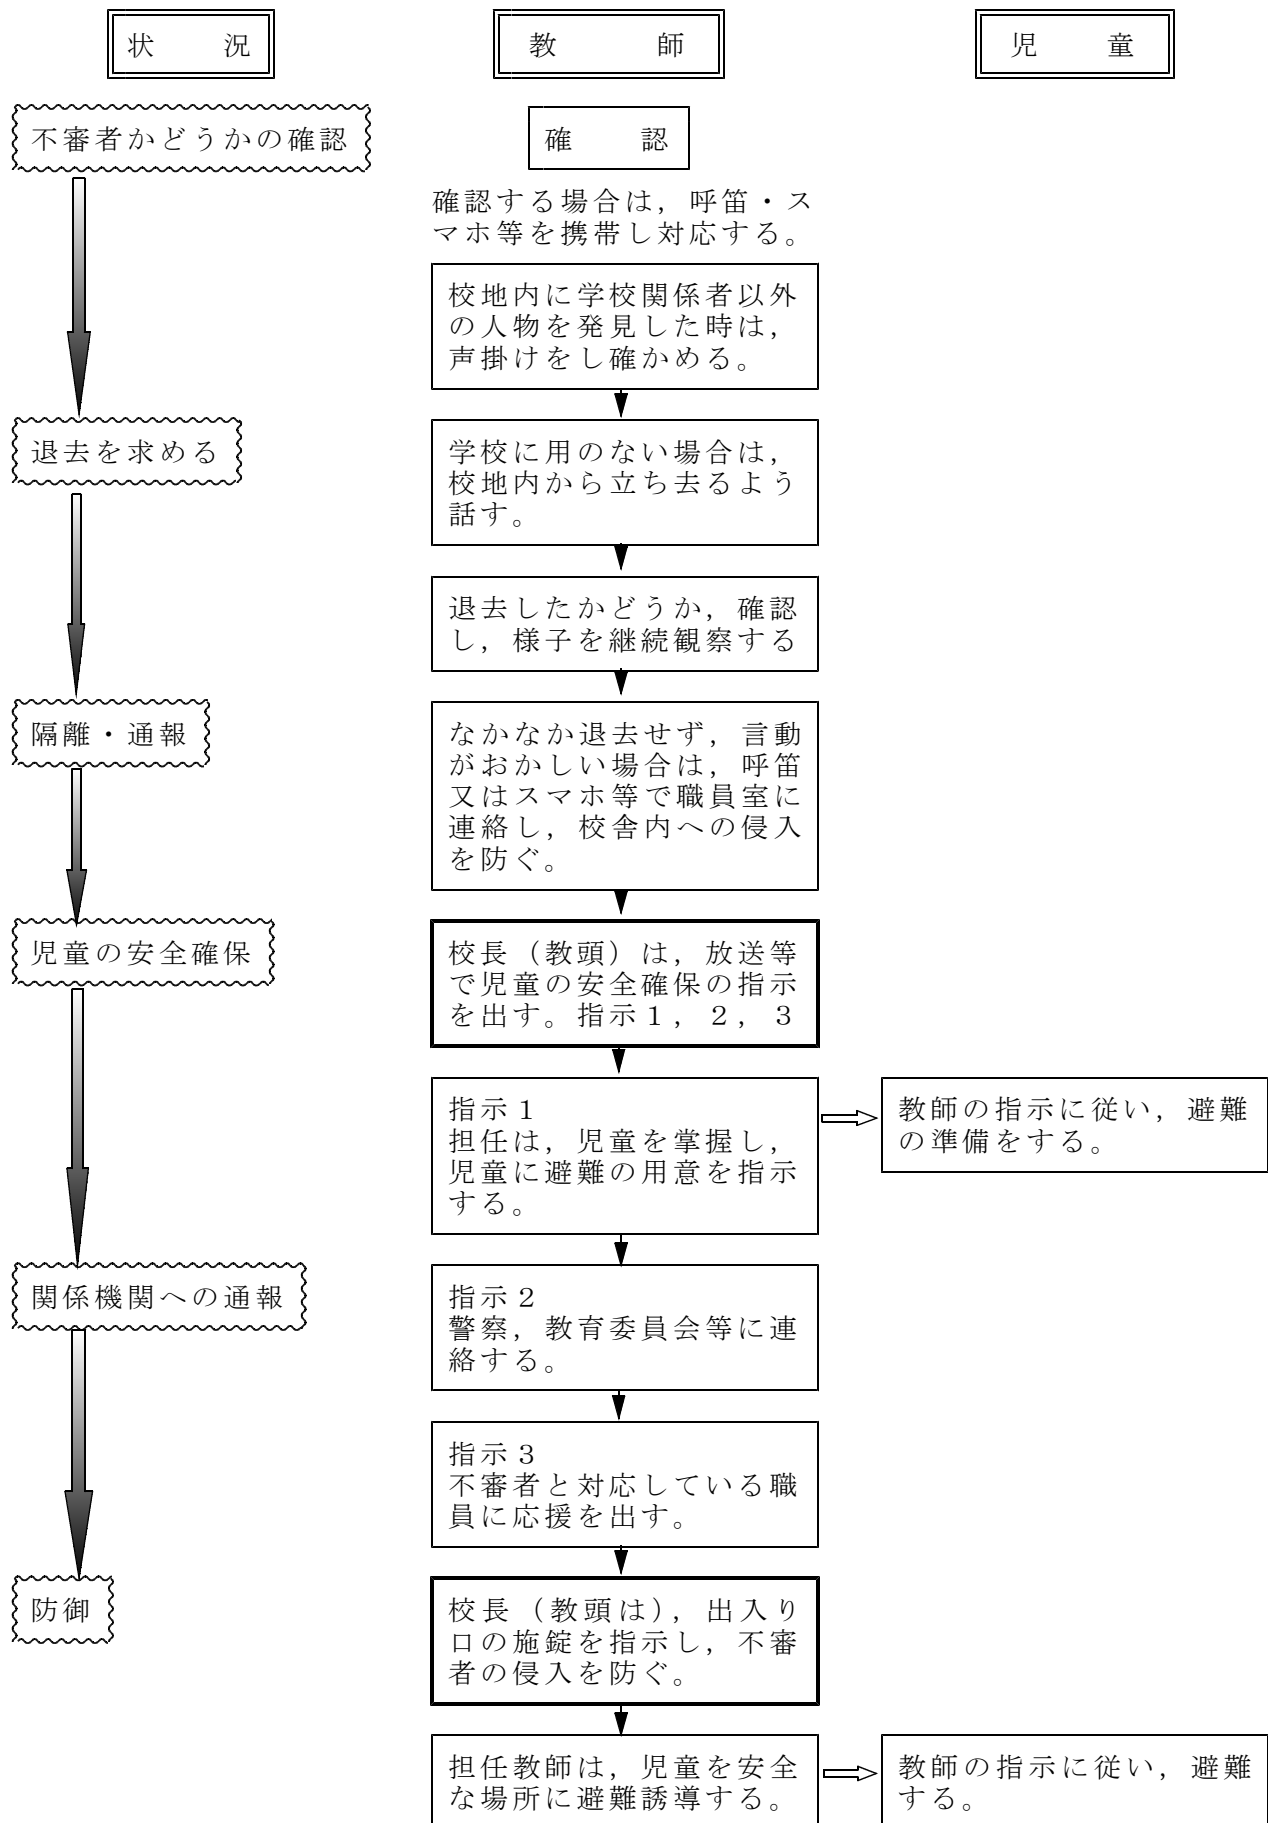 状　　況
教　　　師
児　　　童
不審者かどうかの確認
確　　認
確認する場合は，呼笛・ス
マホ等を携帯し対応する。
校地内に学校関係者以外
の人物を発見した時は，
声掛けをし確かめる。
退去を求める
学校に用のない場合は，
校地内から立ち去るよう
話す。
退去したかどうか，確認
し，様子を継続観察する
隔離・通報
なかなか退去せず，言動
がおかしい場合は，呼笛
又はスマホ等で職員室に
連絡し，校舎内への侵入
を防ぐ。
児童の安全確保
校長（教頭）は，放送等
で児童の安全確保の指示
を出す。指示１，２，３
指示１
担任は，児童を掌握し，
児童に避難の用意を指示
する。
教師の指示に従い，避難
の準備をする。
関係機関への通報
指示２
警察，教育委員会等に連
絡する。
指示３
不審者と対応している職
員に応援を出す。
防御
校長（教頭は），出入り
口の施錠を指示し，不審
者の侵入を防ぐ。
担任教師は，児童を安全
な場所に避難誘導する。
教師の指示に従い，避難
する。